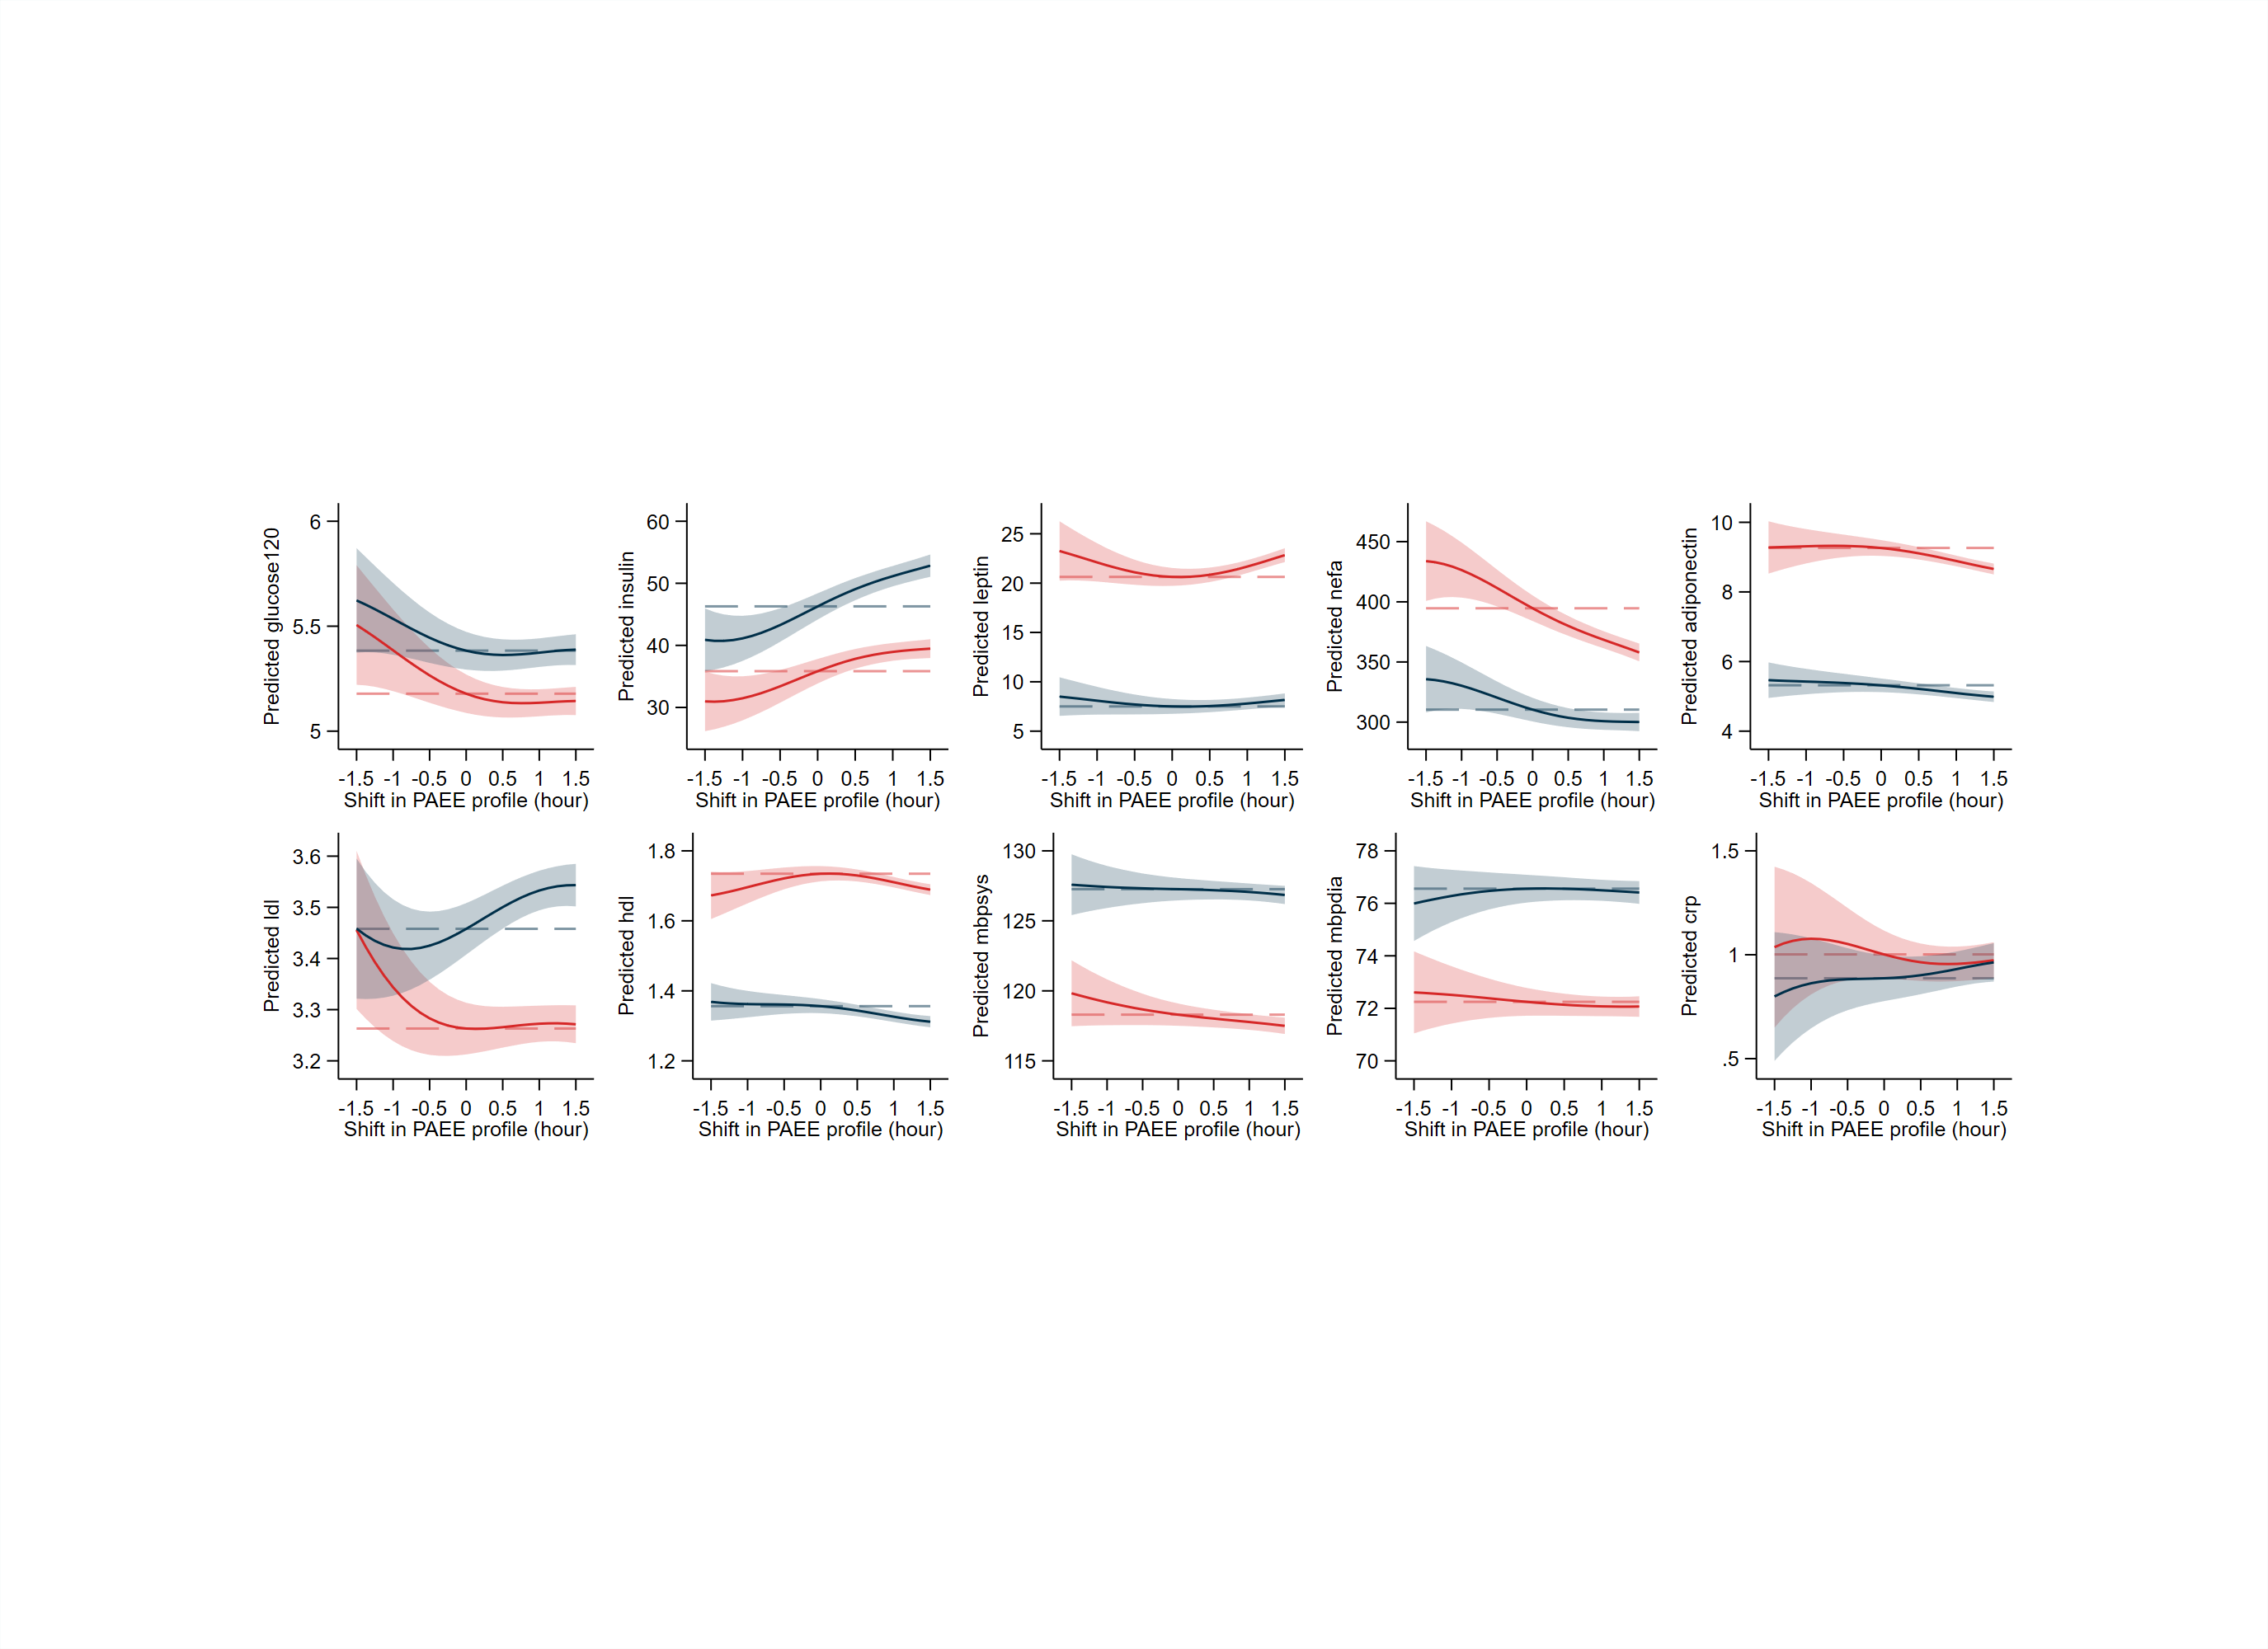 Predicted glucose120
6
5.5
5
-1.5 -1 -0.5 0 0.5 1 1.5
Shift in PAEE profile (hour)
Predicted insulin
60
50
40
30
-1.5 -1 -0.5 0 0.5 1 1.5
Shift in PAEE profile (hour)
Predicted leptin
25
20
15
10
5
-1.5 -1 -0.5 0 0.5 1 1.5
Shift in PAEE profile (hour)
Predicted nefa
450
400
350
300
-1.5 -1 -0.5 0 0.5 1 1.5
Shift in PAEE profile (hour)
Predicted adiponectin
10
8
6
4
-1.5 -1 -0.5 0 0.5 1 1.5
Shift in PAEE profile (hour)
Predicted ldl
3.6
3.5
3.4
3.3
3.2
-1.5 -1 -0.5 0 0.5 1 1.5
Shift in PAEE profile (hour)
Predicted hdl
1.8
1.6
1.4
1.2
-1.5 -1 -0.5 0 0.5 1 1.5
Shift in PAEE profile (hour)
Predicted mbpsys
130
125
120
115
-1.5 -1 -0.5 0 0.5 1 1.5
Shift in PAEE profile (hour)
Predicted mbpdia
78
76
74
72
70
-1.5 -1 -0.5 0 0.5 1 1.5
Shift in PAEE profile (hour)
Predicted crp
1.5
1
.5
-1.5 -1 -0.5 0 0.5 1 1.5
Shift in PAEE profile (hour)